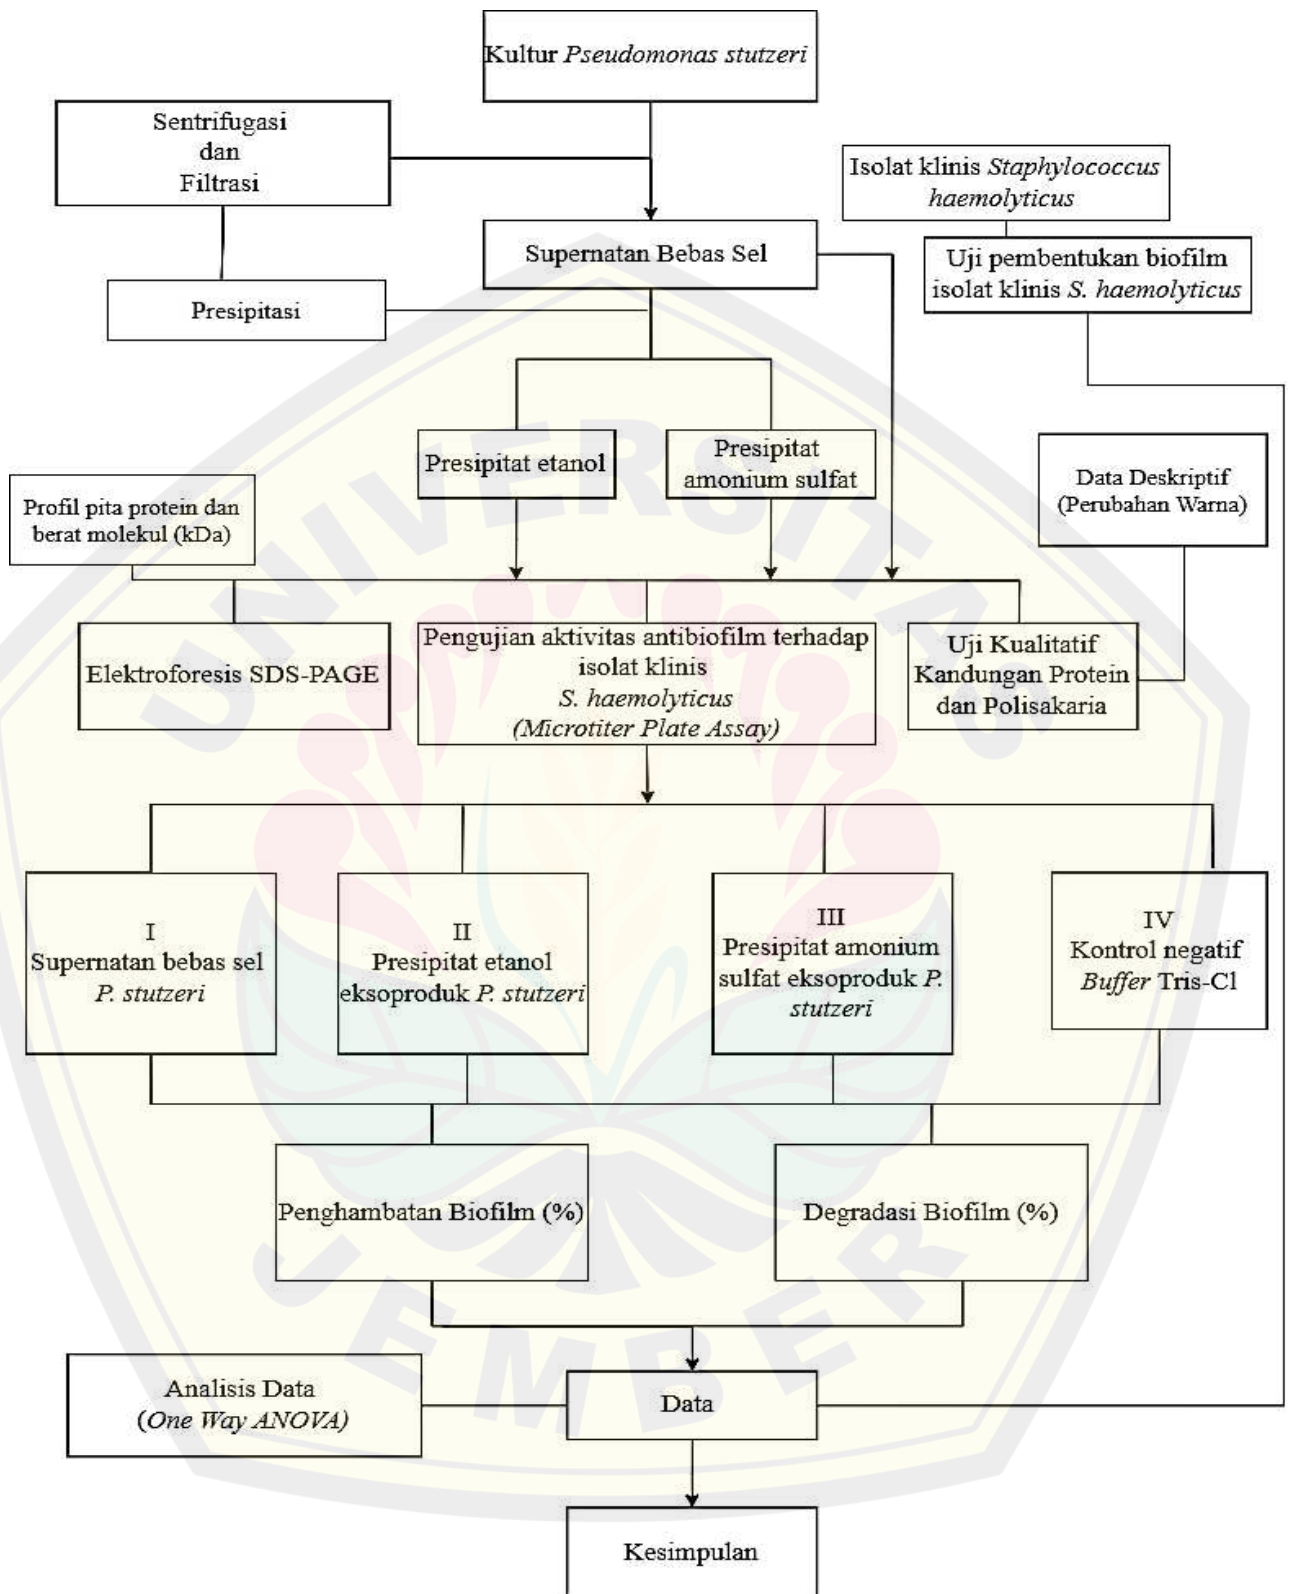 Kultur Pseudomonas stutzeri
Sentrifugasi
dan
Filtrasi
Isolat klinis Staphylococcus
haemolyticus
Supernatan Bebas Sel
Uji pembentukan biofilm
isolat klinis S. haemolyticus
Presipitasi
Presipitat etanol
Presipitat
amonium sulfat
Data Deskriptif
(Perubahan Warna)
Profil pita protein dan
berat molekul (kDa)
Elektroforesis SDS-PAGE
Pengujian aktivitas antibiofilm terhadap
isolat klinis
S. haemolyticus
(Microtiter Plate Assay)
Uji Kualitatif
Kandungan Protein
dan Polisakaria
I
Supernatan bebas sel
P. stutzeri
II
Presipitat etanol
eksoproduk P. stutzeri
III
Presipitat amonium
sulfat eksoproduk P.
stutzeri
IV
Kontrol negatif
Buffer Tris-Cl
Penghambatan Biofilm (%)
Degradasi Biofilm (%)
Analisis Data
(One Way ANOVA)
Data
Kesimpulan
UNIVERSITAS
JEMBER